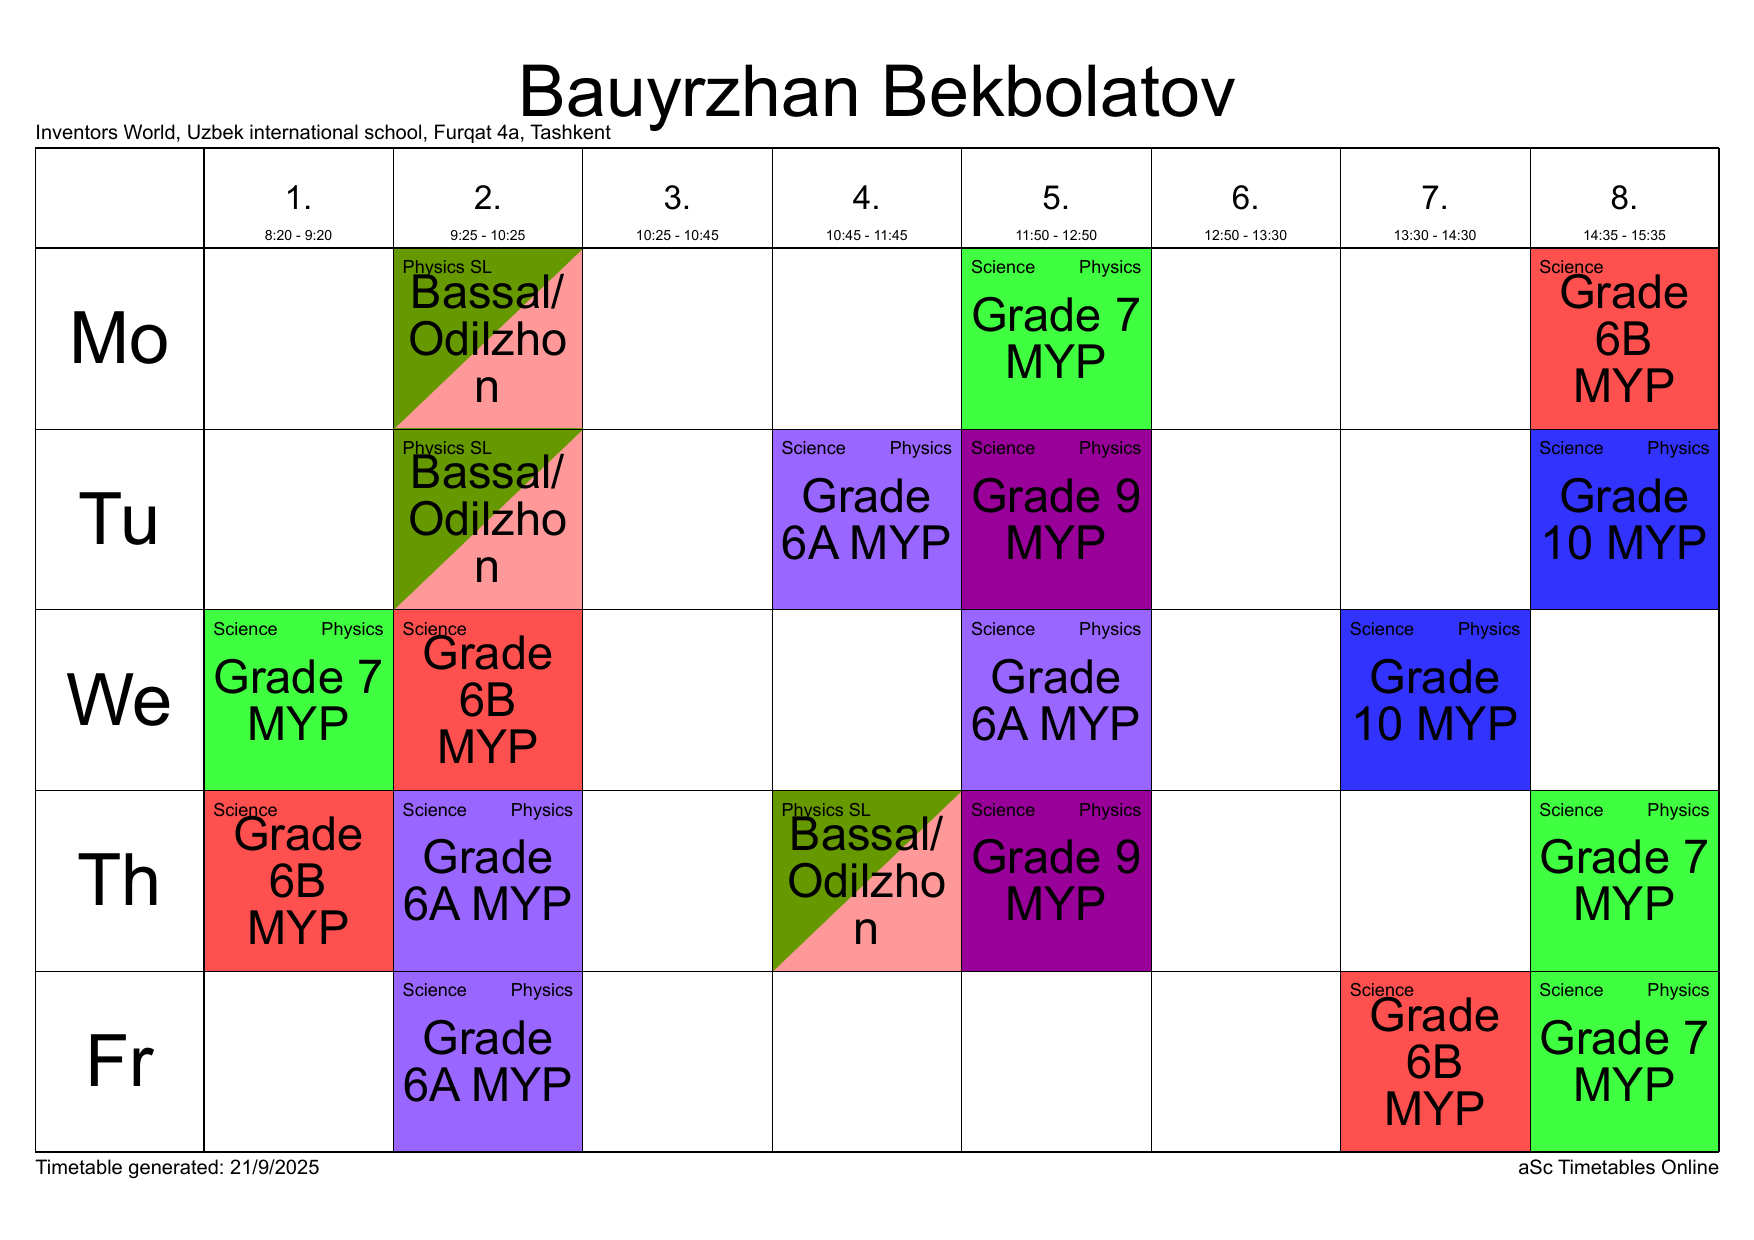 Bauyrzhan Bekbolatov
Inventors World, Uzbek international school, Furqat 4a, Tashkent
1.
2.
3.
4.
5.
6.
7.
8.
8:20 - 9:20
9:25 - 10:25
10:25 - 10:45
10:45 - 11:45
11:50 - 12:50
12:50 - 13:30
13:30 - 14:30
14:35 - 15:35
Mo
Physics SL
Bassal/
Odilzho
n
Science Physics
Grade 7
MYP
Science
Grade
6B
MYP
Tu
Physics SL
Bassal/
Odilzho
n
Science Physics
Grade
6A MYP
Science Physics
Grade 9
MYP
Science Physics
Grade
10 MYP
We
Science Physics
Grade 7
MYP
Science
Grade
6B
MYP
Science Physics
Grade
6A MYP
Science Physics
Grade
10 MYP
Th
Science
Grade
6B
MYP
Science Physics
Grade
6A MYP
Physics SL
Bassal/
Odilzho
n
Science Physics
Grade 9
MYP
Science Physics
Grade 7
MYP
Fr
Science Physics
Grade
6A MYP
Science
Grade
6B
MYP
Science Physics
Grade 7
MYP
Timetable generated: 21/9/2025
aSc Timetables Online